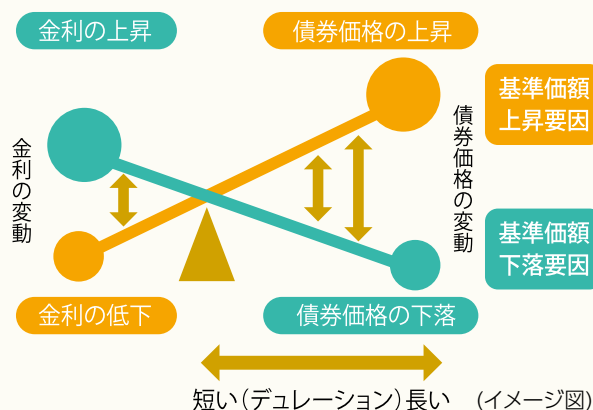 金利の上昇
債券価格の上昇
基準価額
上昇要因
金利の変動
債券価格の変動
基準価額
下落要因
金利の低下
債券価格の下落
短い(デュレーション)長い (イメージ図)